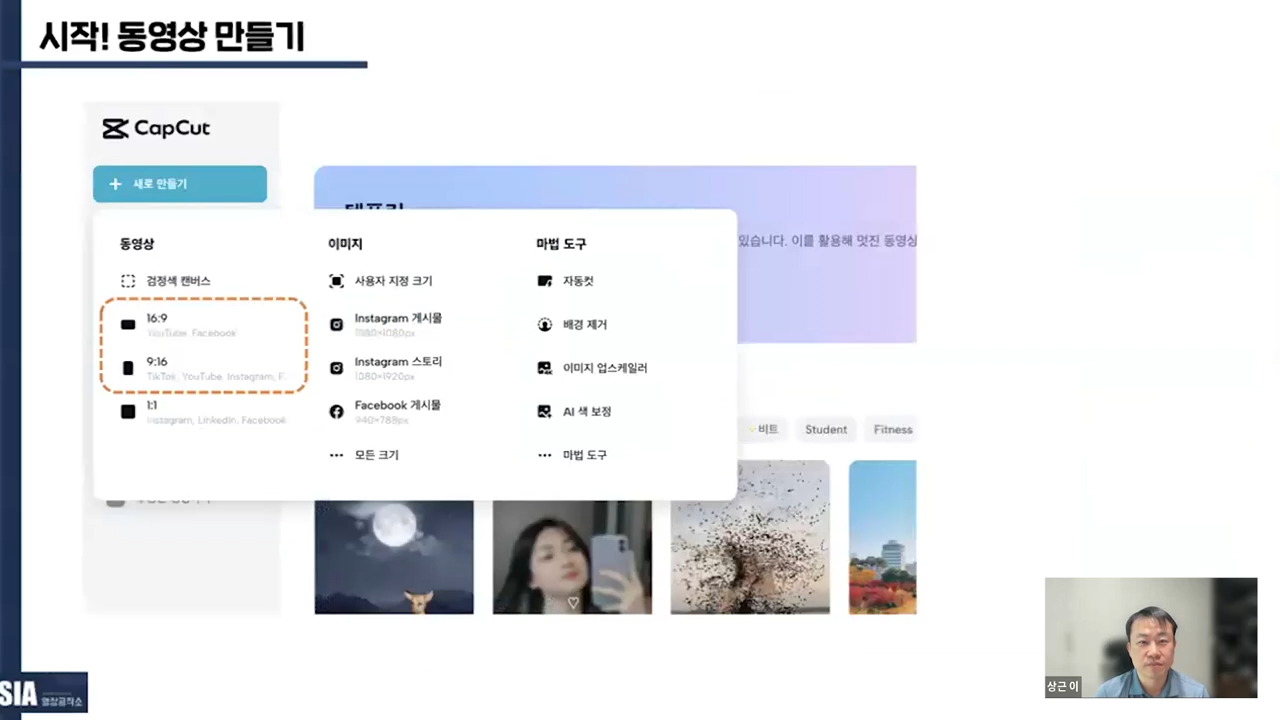 시작! 동영상 만들기
CapCut
새로 만들기
동영상
검정색 캔버스
16:9
YouTube, Facebook
9:16
TikTok, YouTube, Instagram, F...
1:1
Instagram, LinkedIn, Facebook
이미지
사용자 지정 크기
Instagram 게시물
1080×1080px
Instagram 스토리
1080×1920px
Facebook 게시물
940×788px
모든 크기
마법 도구
자동컷
배경 제거
이미지 업스케일러
AI 색 보정
마법 도구
있습니다. 이를 활용해 멋진 동영상
비트
Student
Fitness
SIA
영상공작소
상근 이